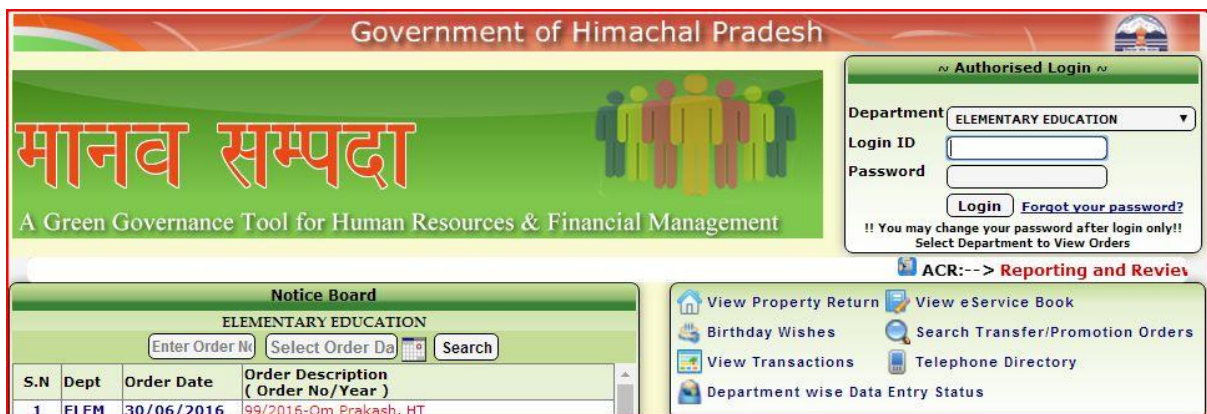 Government of Himachal Pradesh
मानव सम्पदा
A Green Governance Tool for Human Resources & Financial Management
~ Authorised Login ~
Department ELEMENTARY EDUCATION
Login ID
Password
Login Forgot your password?
!! You may change your password after login only!!
Select Department to View Orders
ACR:--> Reporting and Review
Notice Board
ELEMENTARY EDUCATION
Enter Order No Select Order Da Search
S.N Dept Order Date Order Description
( Order No/Year )
1 ELEM 30/06/2016 99/2016-Om Prakash, HT
View Property Return View eService Book
Birthday Wishes Search Transfer/Promotion Orders
View Transactions Telephone Directory
Department wise Data Entry Status